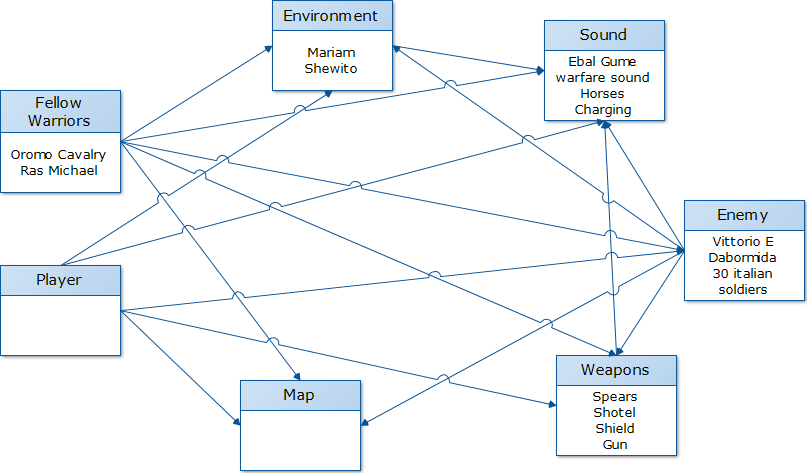 Environment
Mariam
Shewito
Sound
Ebal Gume
warfare sound
Horses
Charging
Fellow
Warriors
Oromo Cavalry
Ras Michael
Enemy
Vittorio E
Dabormida
30 italian
soldiers
Player
Map
Weapons
Spears
Shotel
Shield
Gun